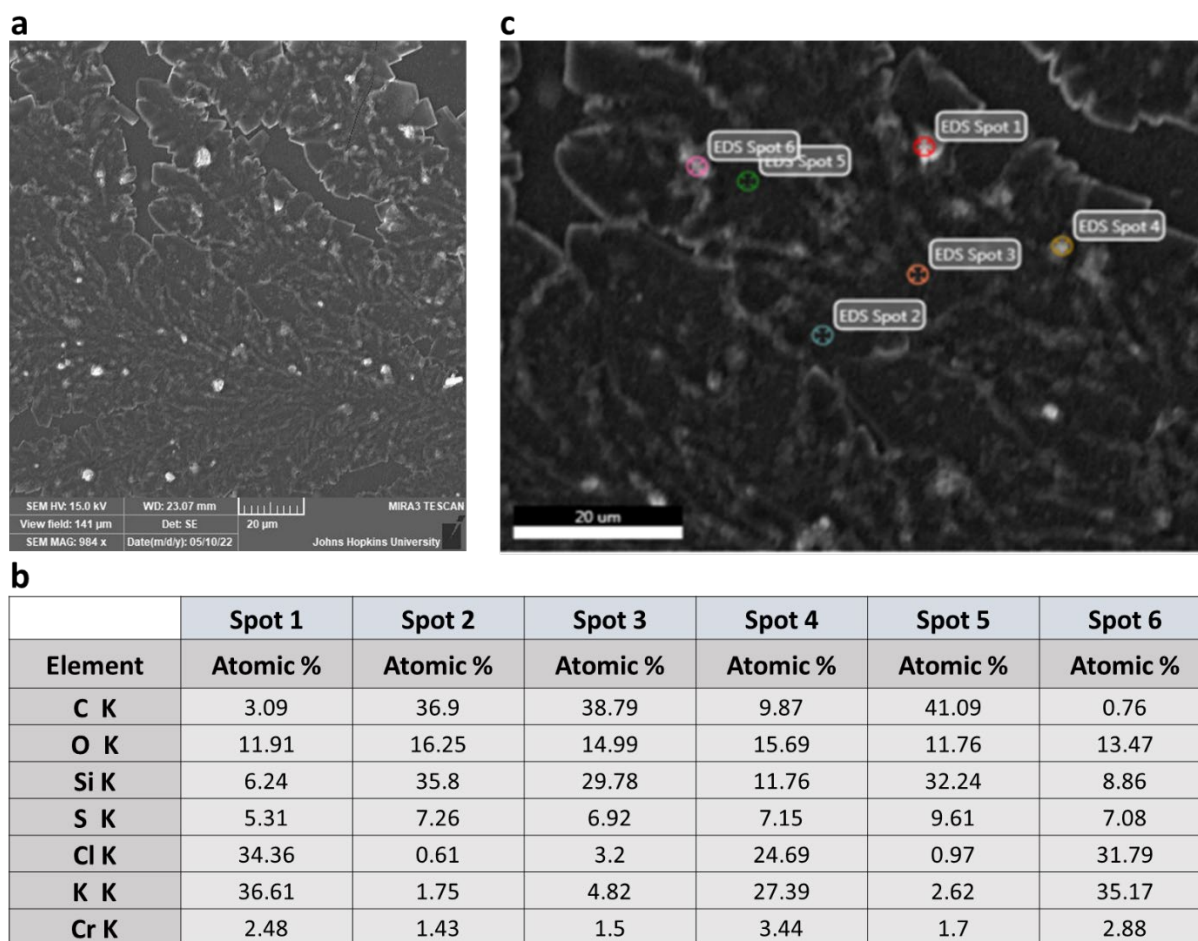 a
SEM HV: 15.0 kV WD: 23.07 mm MIRA3 TESCAN
View field: 141 µm Det: SE 20 µm
SEM MAG: 984 x Date(m/d/y): 05/10/22 Johns Hopkins University
c
EDS Spot 1
EDS Spot 6
EDS Spot 5
EDS Spot 4
EDS Spot 3
EDS Spot 2
20 um
b
Spot 1 Spot 2 Spot 3 Spot 4 Spot 5 Spot 6
Element Atomic % Atomic % Atomic % Atomic % Atomic % Atomic %
C K 3.09 36.9 38.79 9.87 41.09 0.76
O K 11.91 16.25 14.99 15.69 11.76 13.47
Si K 6.24 35.8 29.78 11.76 32.24 8.86
S K 5.31 7.26 6.92 7.15 9.61 7.08
Cl K 34.36 0.61 3.2 24.69 0.97 31.79
K K 36.61 1.75 4.82 27.39 2.62 35.17
Cr K 2.48 1.43 1.5 3.44 1.7 2.88